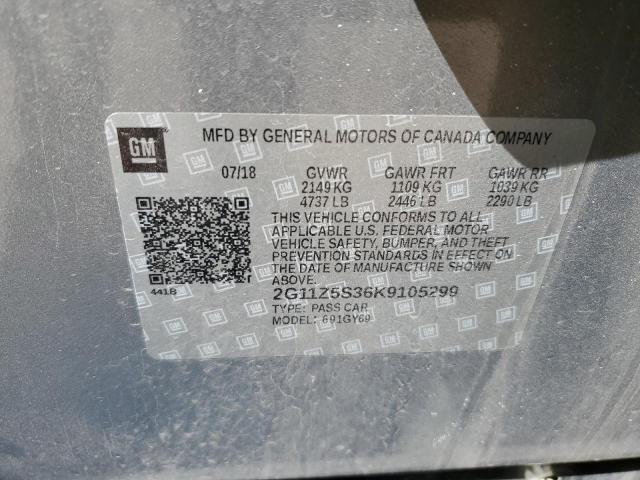 GM
MFD BY GENERAL MOTORS OF CANADA COMPANY
07/18 GVWR GAWR FRT GAWR RR
2149 KG 1109 KG 1039 KG
4737 LB 2446 LB 2290 LB
THIS VEHICLE CONFORMS TO ALL
APPLICABLE U.S. FEDERAL MOTOR
VEHICLE SAFETY, BUMPER, AND THEFT
PREVENTION STANDARDS IN EFFECT ON
THE DATE OF MANUFACTURE SHOWN
ABOVE.
441B
2G11Z5S36K9105299
TYPE: PASS CAR
MODEL: 691GY69